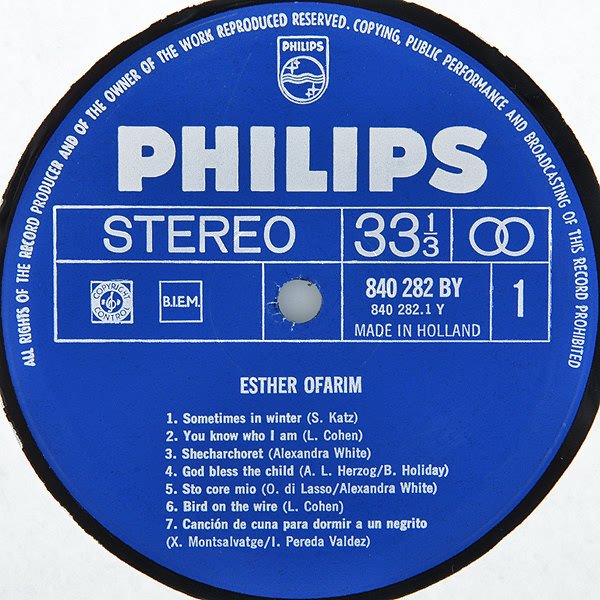 ALL RIGHTS OF THE RECORD PRODUCER AND OF THE OWNER OF THE WORK REPRODUCED RESERVED. COPYING, PUBLIC PERFORMANCE AND BROADCASTING OF THIS RECORD PROHIBITED
PHILIPS
PHILIPS
STEREO 33 1/3
COPYRIGHT CONTROL B.I.E.M. 840 282 BY 1
840 282.1 Y
MADE IN HOLLAND
ESTHER OFARIM
1. Sometimes in winter (S. Katz)
2. You know who I am (L. Cohen)
3. Shecharchoret (Alexandra White)
4. God bless the child (A. L. Herzog/B. Holiday)
5. Sto core mio (O. di Lasso/Alexandra White)
6. Bird on the wire (L. Cohen)
7. Canción de cuna para dormir a un negrito
(X. Montsalvatge/I. Pereda Valdez)